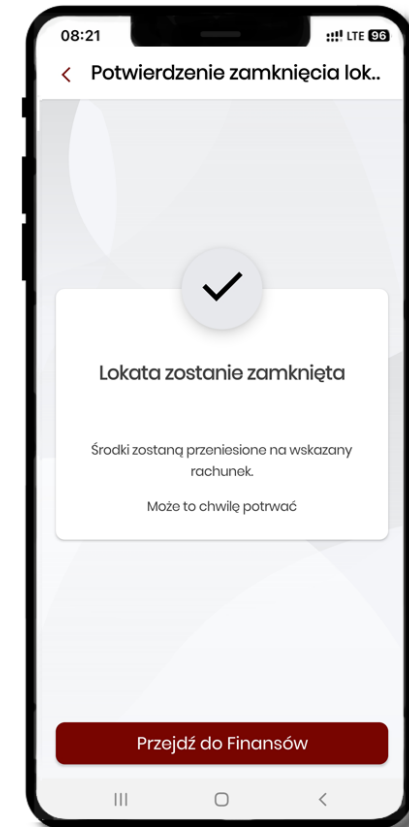 08:21 LTE 96
Potwierdzenie zamknięcia lok..
Lokata zostanie zamknięta
Środki zostaną przeniesione na wskazany
rachunek.
Może to chwilę potrwać
Przejdź do Finansów